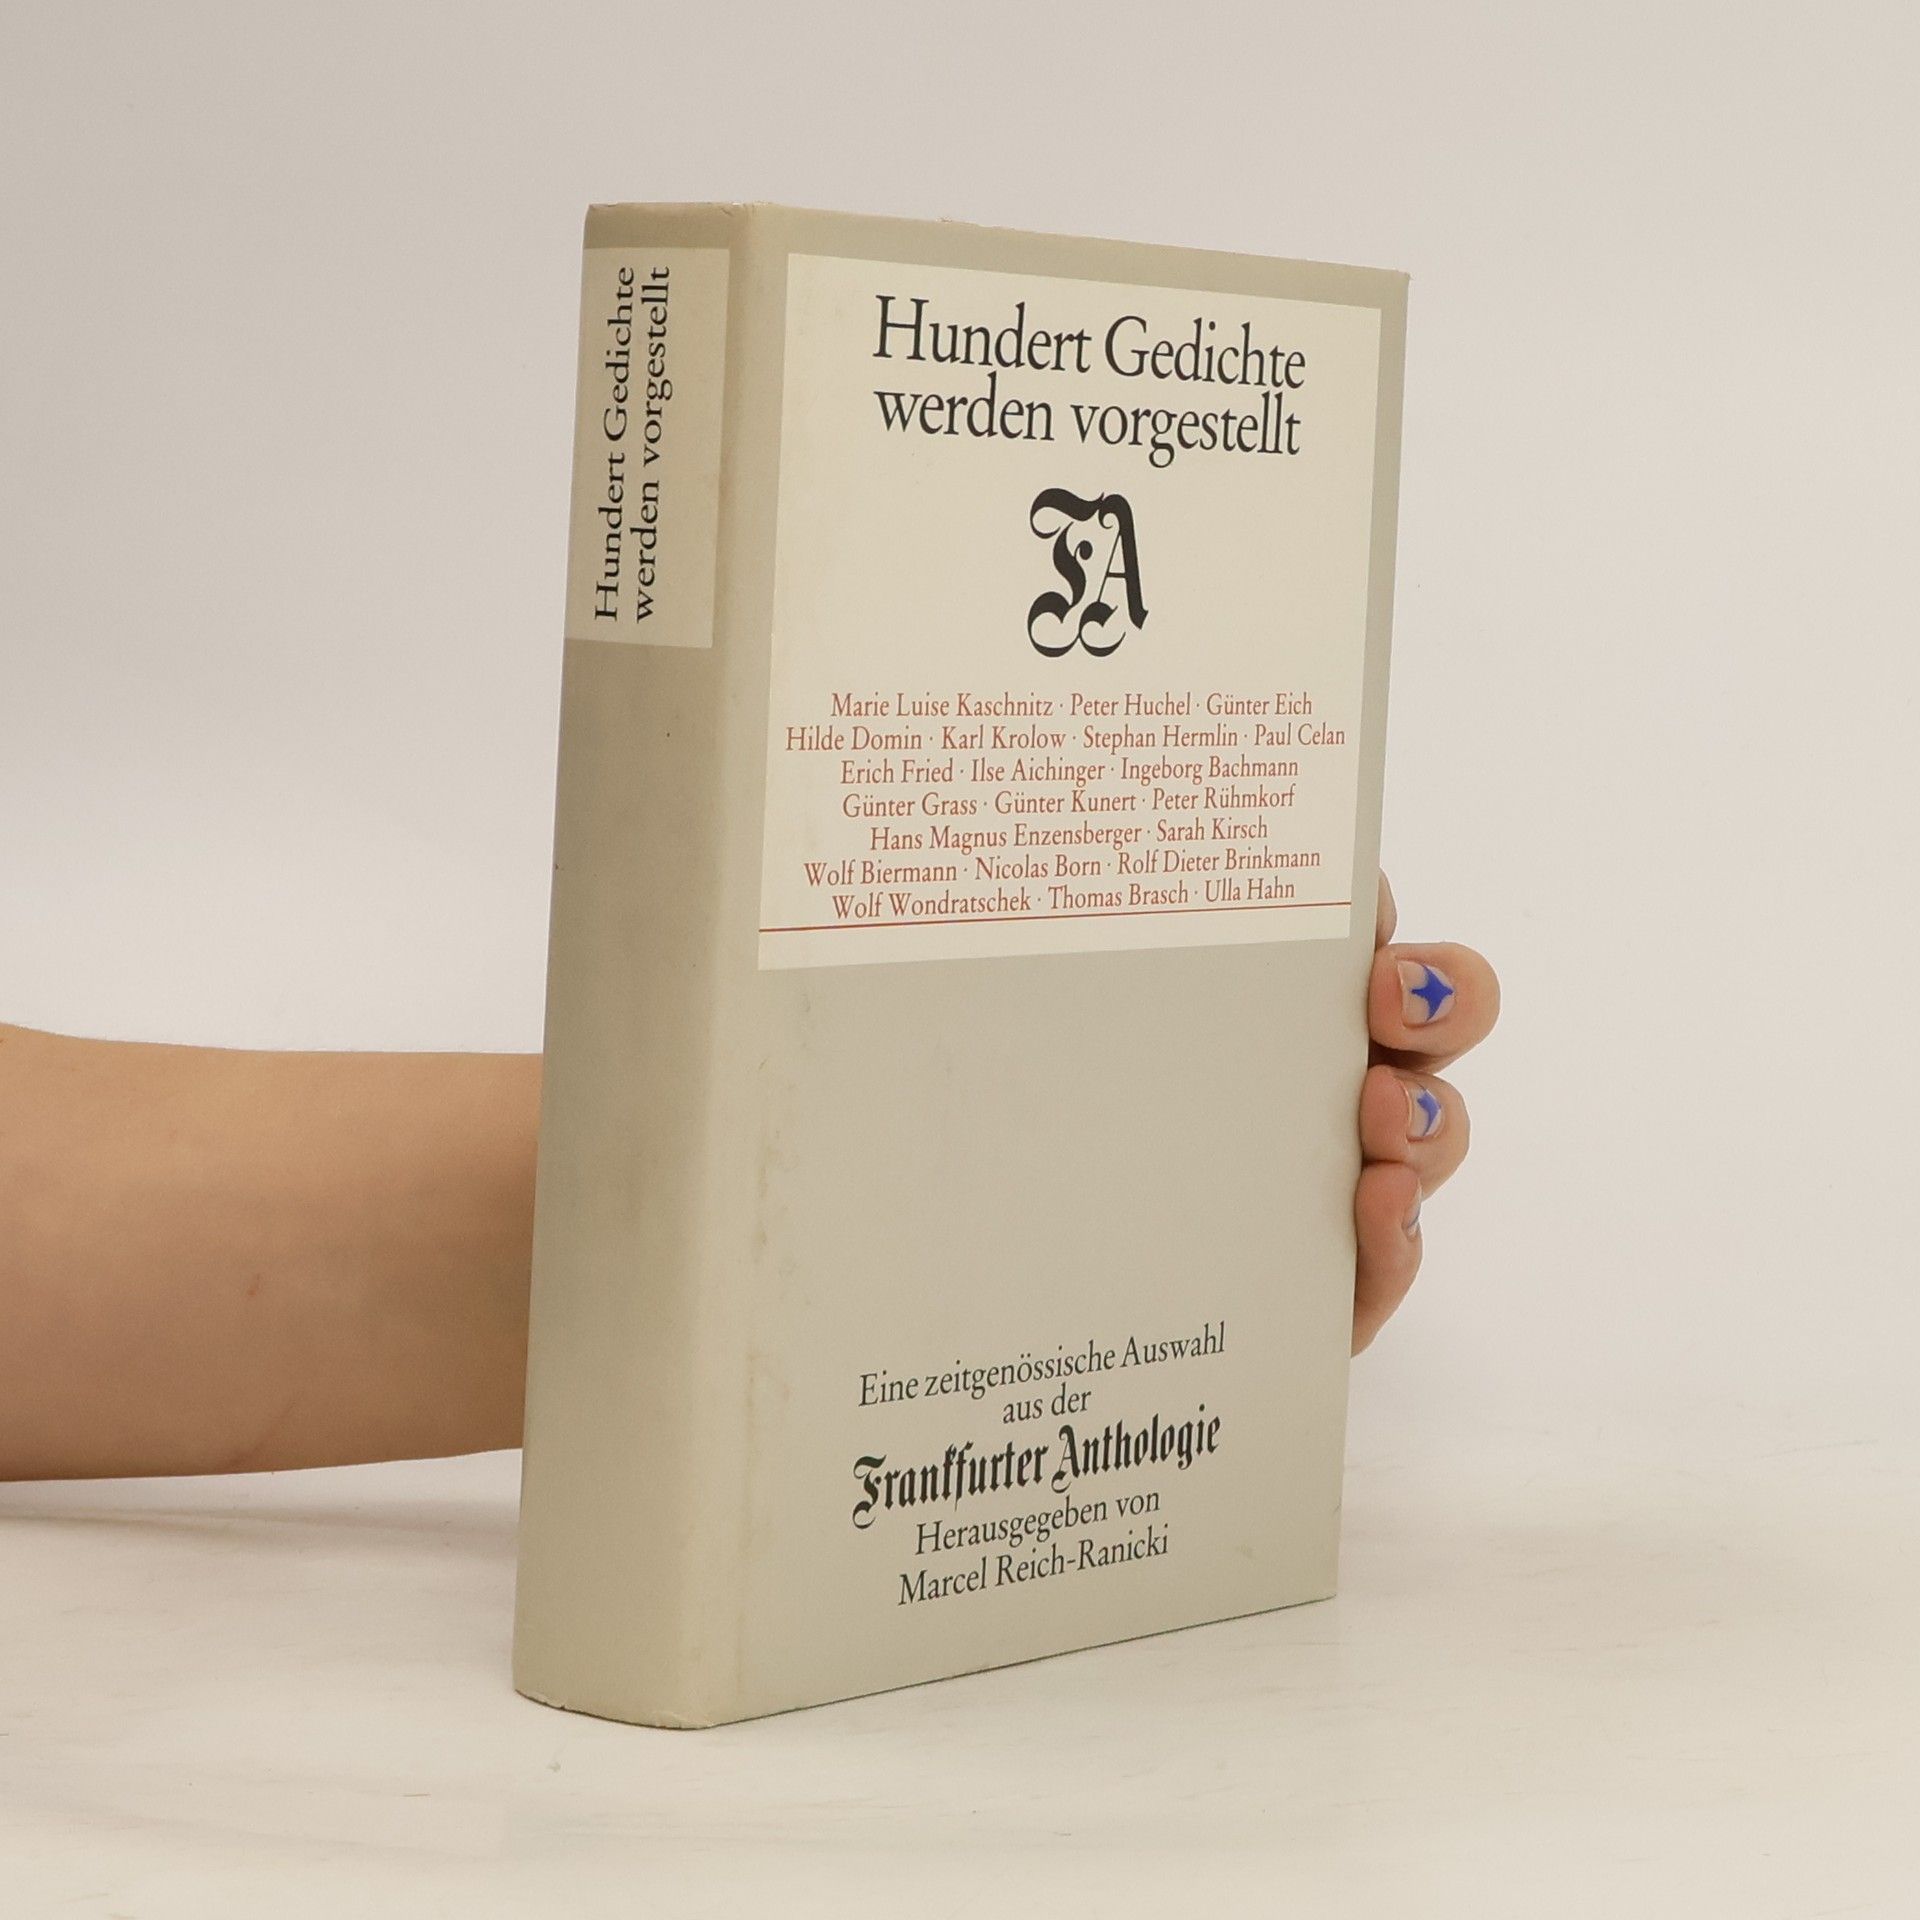 Hundert Gedichte
werden vorgestellt
Hundert Gedichte
werden vorgestellt
FA
Marie Luise Kaschnitz · Peter Huchel · Günter Eich
Hilde Domin · Karl Krolow · Stephan Hermlin · Paul Celan
Erich Fried · Ilse Aichinger · Ingeborg Bachmann
Günter Grass · Günter Kunert · Peter Rühmkorf
Hans Magnus Enzensberger · Sarah Kirsch
Wolf Biermann · Nicolas Born · Rolf Dieter Brinkmann
Wolf Wondratschek · Thomas Brasch · Ulla Hahn
Eine zeitgenössische Auswahl
aus der
Frankfurter Anthologie
Herausgegeben von
Marcel Reich-Ranicki